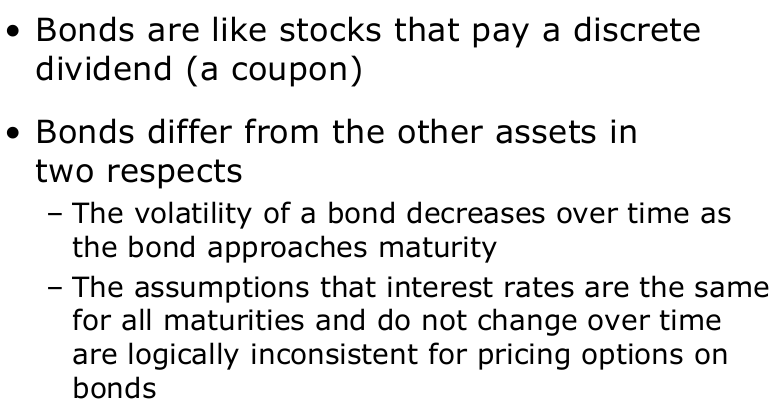 • Bonds are like stocks that pay a discrete
dividend (a coupon)
• Bonds differ from the other assets in
two respects
– The volatility of a bond decreases over time as
the bond approaches maturity
– The assumptions that interest rates are the same
for all maturities and do not change over time
are logically inconsistent for pricing options on
bonds